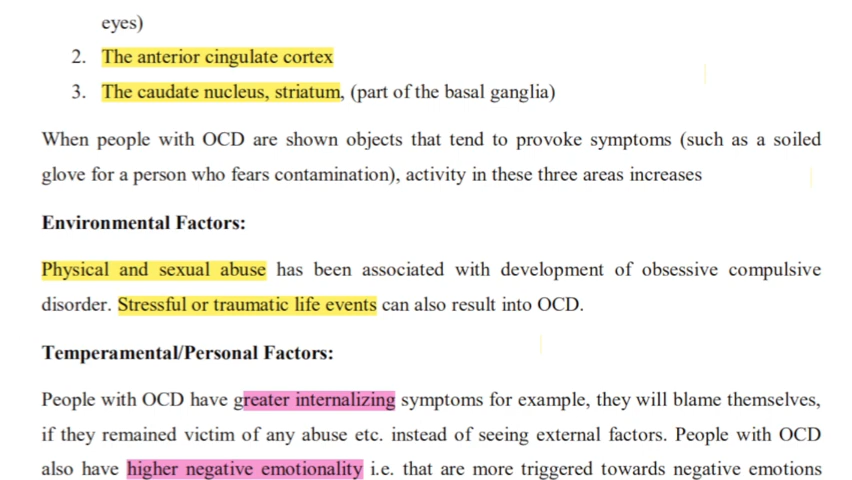 eyes)
2. The anterior cingulate cortex
3. The caudate nucleus, striatum, (part of the basal ganglia)
When people with OCD are shown objects that tend to provoke symptoms (such as a soiled
glove for a person who fears contamination), activity in these three areas increases
Environmental Factors:
Physical and sexual abuse has been associated with development of obsessive compulsive
disorder. Stressful or traumatic life events can also result into OCD.
Temperamental/Personal Factors:
People with OCD have greater internalizing symptoms for example, they will blame themselves,
if they remained victim of any abuse etc. instead of seeing external factors. People with OCD
also have higher negative emotionality i.e. that are more triggered towards negative emotions